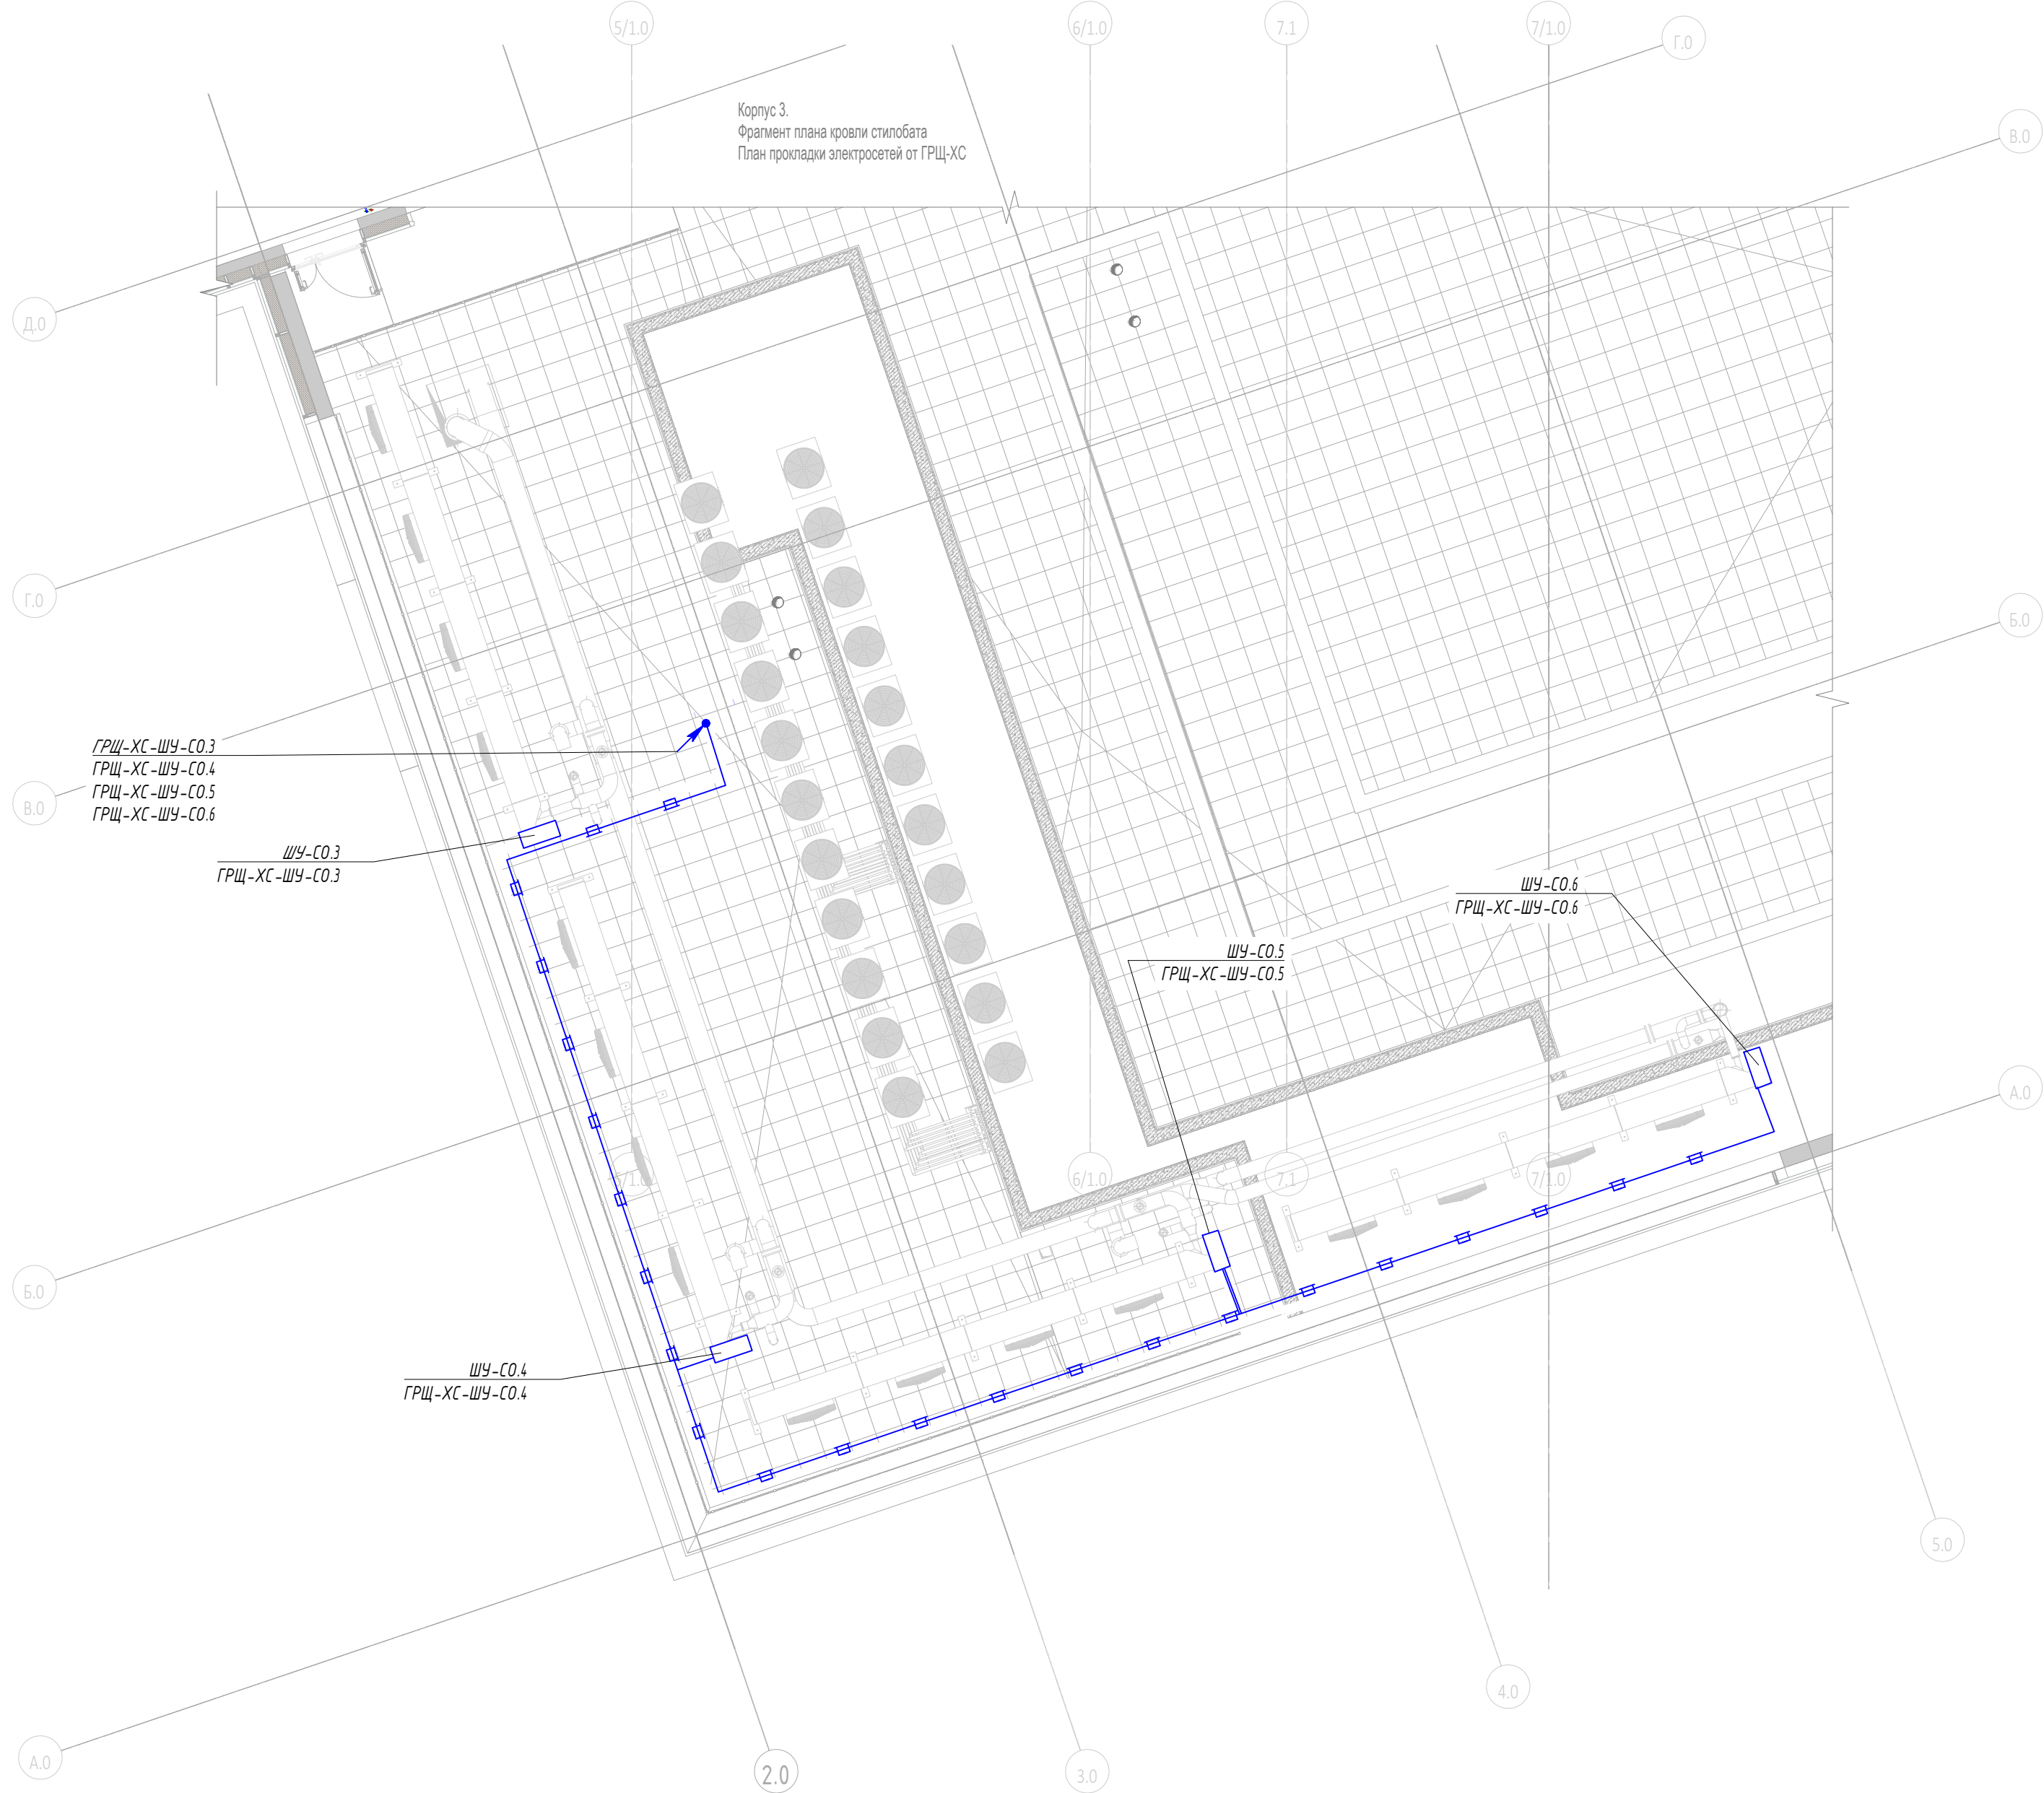 5/1.0
6/1.0
7.1
7/1.0
Г.0
В.0
Корпус 3.
Фрагмент плана кровли стилобата
План прокладки электросетей от ГРЩ-ХС
Д.0
Г.0
Б.0
ГРЩ-ХС-ШУ-СО.3
ГРЩ-ХС-ШУ-СО.4
ГРЩ-ХС-ШУ-СО.5
ГРЩ-ХС-ШУ-СО.6
В.0
ШУ-СО.3
ГРЩ-ХС-ШУ-СО.3
ШУ-СО.6
ГРЩ-ХС-ШУ-СО.6
ШУ-СО.5
ГРЩ-ХС-ШУ-СО.5
А.0
5/1.0
6/1.0
7.1
7/1.0
Б.0
ШУ-СО.4
ГРЩ-ХС-ШУ-СО.4
5.0
4.0
А.0
2.0
3.0